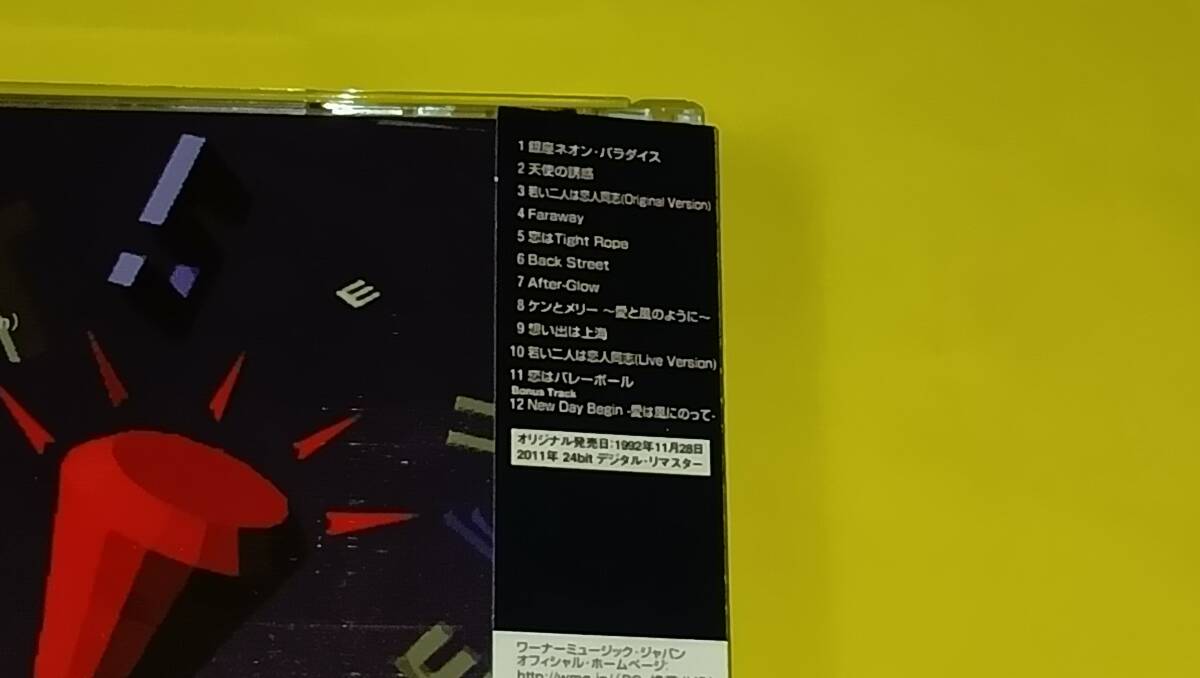 1 銀座ネオン・パラダイス
2 天使の誘惑
3 若い二人は恋人同志(Original Version)
4 Faraway
5 恋はTight Rope
6 Back Street
7 After-Glow
8 ケンとメリー 〜愛と風のように〜
9 想い出は上海
10 若い二人は恋人同志(Live Version)
11 恋はバレーボール
Bonus Track
12 New Day Begin -愛は風にのって-
オリジナル発売日:1992年11月28日
2011年 24bit デジタル・リマスター
ワーナーミュージック・ジャパン
オフィシャル・ホームページ: